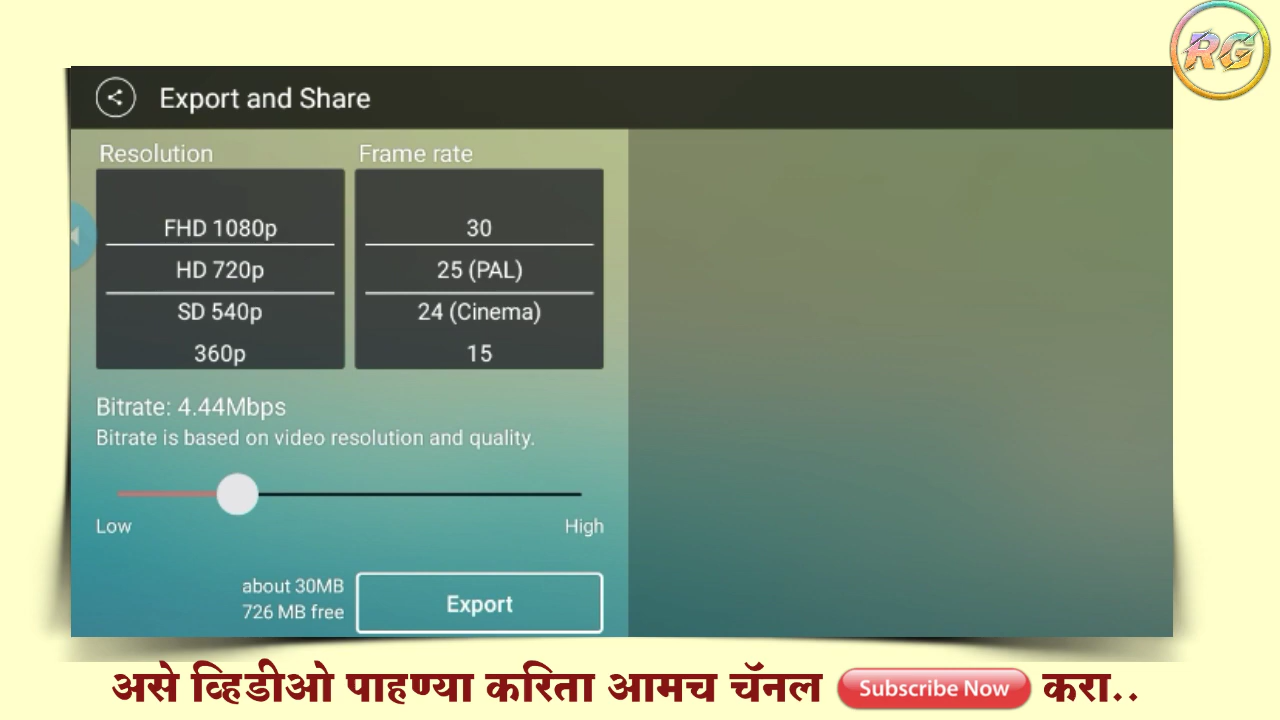 RG
Export and Share
Resolution
Frame rate
FHD 1080p
HD 720p
SD 540p
360p
30
25 (PAL)
24 (Cinema)
15
Bitrate: 4.44Mbps
Bitrate is based on video resolution and quality.
Low
High
about 30MB
726 MB free
Export
असे व्हिडीओ पाहण्या करिता आमच चॅनल Subscribe Now करा..